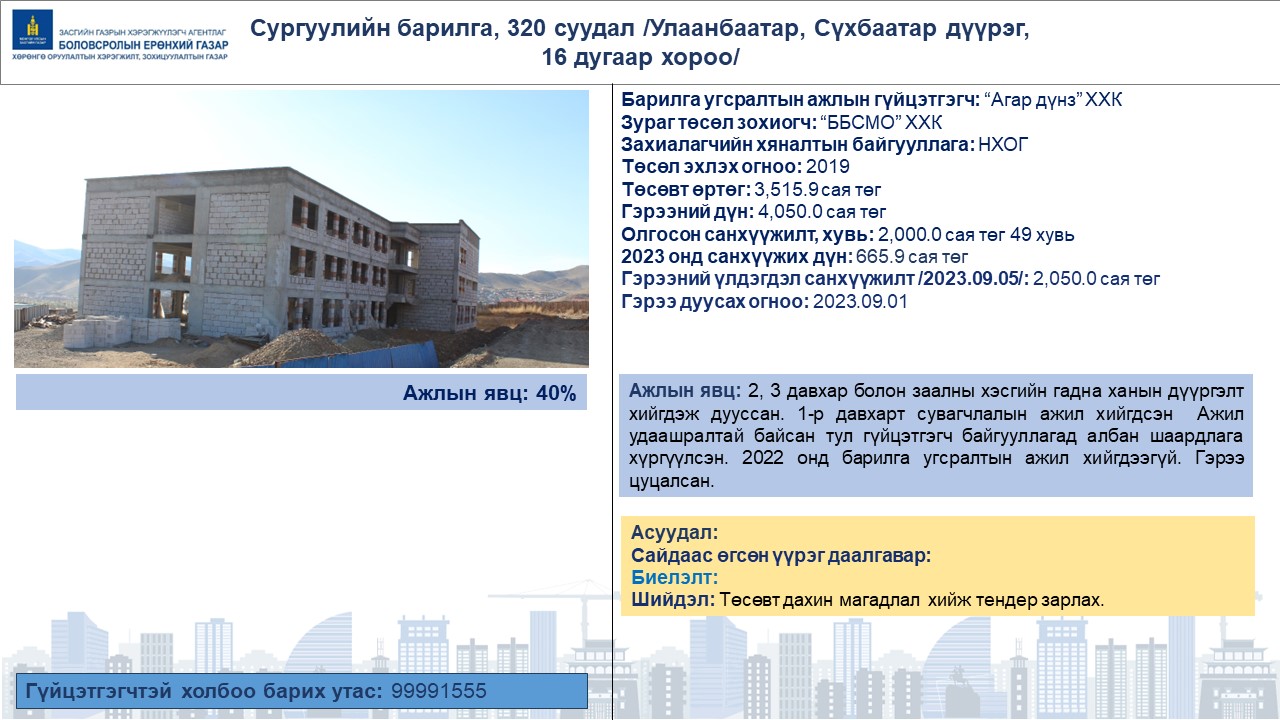 ЗАСГИЙН ГАЗРЫН ХЭРЭГЖҮҮЛЭГЧ АГЕНТЛАГ
БОЛОВСРОЛЫН ЕРӨНХИЙ ГАЗАР
ХӨРӨНГӨ ОРУУЛАЛТЫН ХЭРЭГЖИЛТ, ЗОХИЦУУЛАЛТЫН ГАЗАР
Сургуулийн барилга, 320 суудал /Улаанбаатар, Сүхбаатар дүүрэг,
16 дугаар хороо/
Барилга угсралтын ажлын гүйцэтгэгч: “Агар дүнз” ХХК
Зураг төсөл зохиогч: “ББСМО” ХХК
Захиалагчийн хяналтын байгууллага: НХОГ
Төсөл эхлэх огноо: 2019
Төсөвт өртөг: 3,515.9 сая төг
Гэрээний дүн: 4,050.0 сая төг
Олгосон санхүүжилт, хувь: 2,000.0 сая төг 49 хувь
2023 онд санхүүжих дүн: 665.9 сая төг
Гэрээний үлдэгдэл санхүүжилт /2023.09.05/: 2,050.0 сая төг
Гэрээ дуусах огноо: 2023.09.01
Ажлын явц: 40%
Ажлын явц: 2, 3 давхар болон заалны хэсгийн гадна ханын дүүргэлт
хийгдэж дууссан. 1-р давхарт сувагчлалын ажил хийгдсэн Ажил
удаашралтай байсан тул гүйцэтгэгч байгууллагад албан шаардлага
хүргүүлсэн. 2022 онд барилга угсралтын ажил хийгдээгүй. Гэрээ
цуцалсан.
Асуудал:
Сайдаас өгсөн үүрэг даалгавар:
Биелэлт:
Шийдэл: Төсөвт дахин магадлал хийж тендер зарлах.
Гүйцэтгэгчтэй холбоо барих утас: 99991555